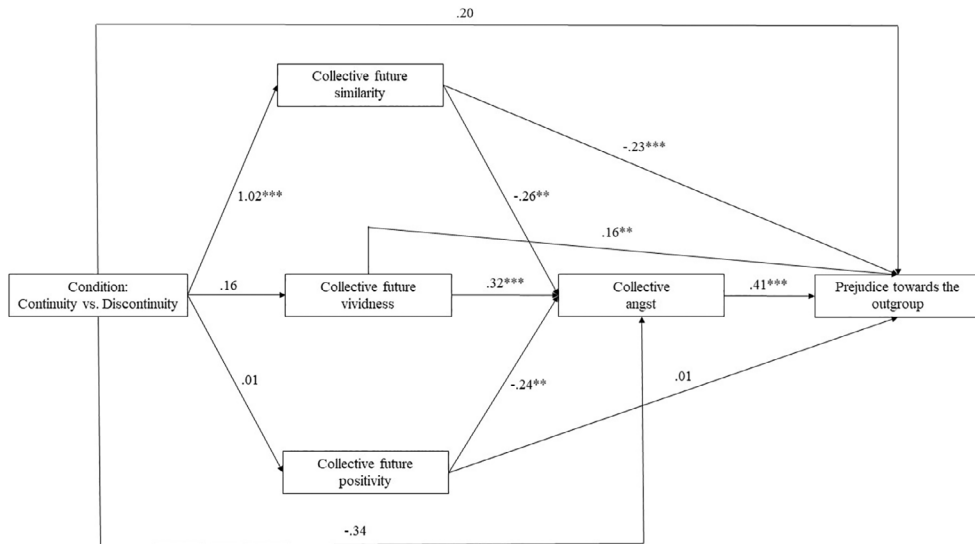 .20
Collective future
similarity
-.23***
1.02***
-.26**
.16**
Condition:
Continuity vs. Discontinuity
.16
Collective future
vividness
.32***
Collective
angst
.41***
Prejudice towards the
outgroup
.01
-.24**
.01
Collective future
positivity
-.34